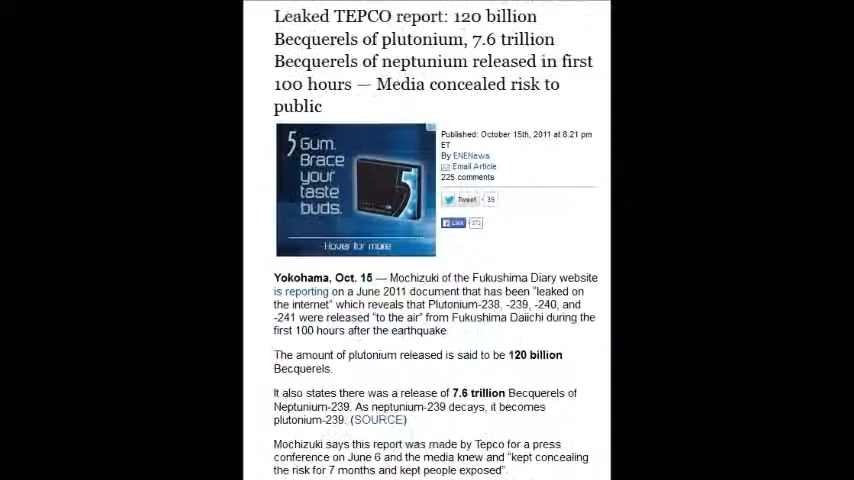 Leaked TEPCO report: 120 billion
Becquerels of plutonium, 7.6 trillion
Becquerels of neptunium released in first
100 hours — Media concealed risk to
public
5 Gum.
Brace
your
taste
buds.
Hover for more
5
Published: October 15th, 2011 at 8:21 pm
ET
By ENENews
Email Article
225 comments
Tweet 35
Like
Yokohama, Oct. 15 — Mochizuki of the Fukushima Diary website
is reporting on a June 2011 document that has been “leaked on
the internet” which reveals that Plutonium-238, -239, -240, and
-241 were released “to the air” from Fukushima Daiichi during the
first 100 hours after the earthquake.
The amount of plutonium released is said to be 120 billion
Becquerels.
It also states there was a release of 7.6 trillion Becquerels of
Neptunium-239. As neptunium-239 decays, it becomes
plutonium-239. (SOURCE)
Mochizuki says this report was made by Tepco for a press
conference on June 6 and the media knew and “kept concealing
the risk for 7 months and kept people exposed”.